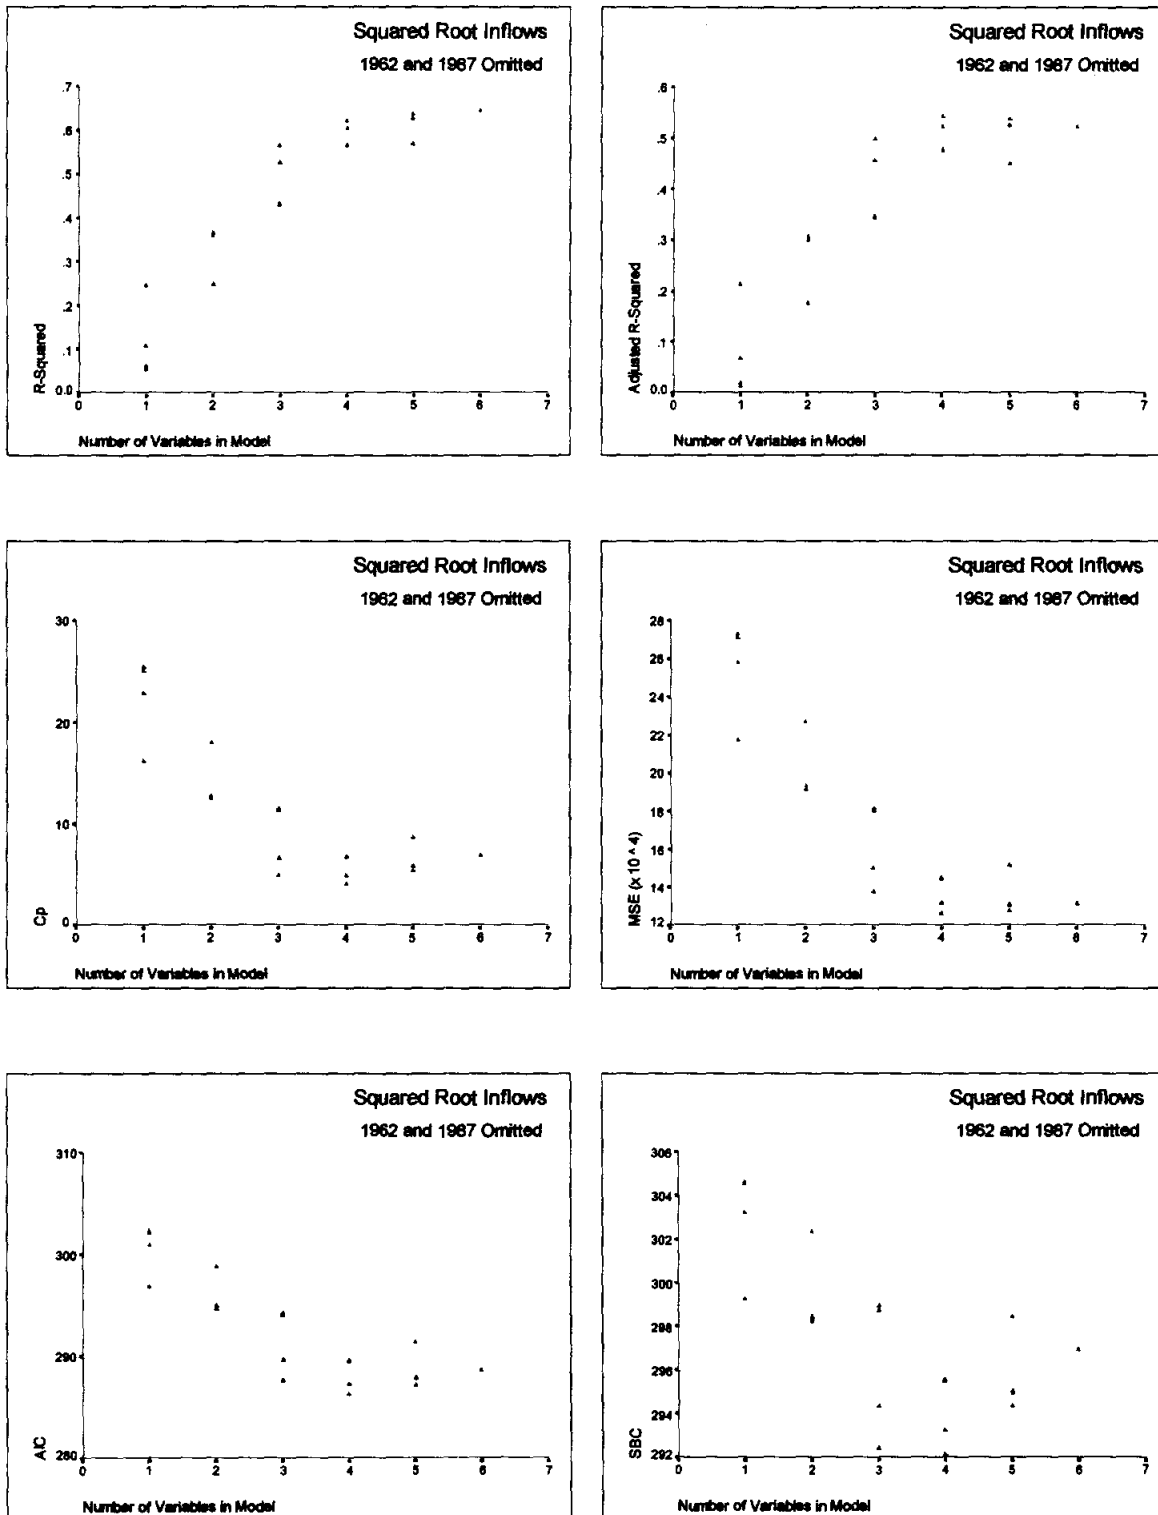 Squared Root Inflows
1962 and 1987 Omitted
.7
.6
.5
.4
.3
.2
.1
0.0
R-Squared
0 1 2 3 4 5 6 7
Number of Variables in Model
Squared Root Inflows
1962 and 1987 Omitted
.6
.5
.4
.3
.2
.1
0.0
Adjusted R-Squared
0 1 2 3 4 5 6 7
Number of Variables in Model
Squared Root Inflows
1962 and 1987 Omitted
30
20
10
0
Cp
0 1 2 3 4 5 6 7
Number of Variables in Model
Squared Root Inflows
1962 and 1987 Omitted
28
26
24
22
20
18
16
14
12
MSE (x 10 ^ 4)
0 1 2 3 4 5 6 7
Number of Variables in Model
Squared Root Inflows
1962 and 1987 Omitted
310
300
290
280
AIC
0 1 2 3 4 5 6 7
Number of Variables in Model
Squared Root Inflows
1962 and 1987 Omitted
306
304
302
300
298
296
294
292
SBC
0 1 2 3 4 5 6 7
Number of Variables in Model